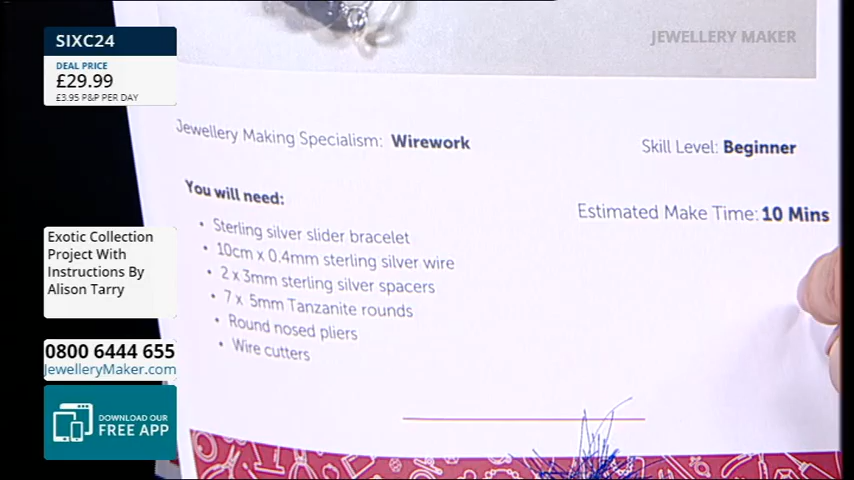 SIXC24
DEAL PRICE
£29.99
£3.95 P&P PER DAY
JEWELLERY MAKER
Jewellery Making Specialism: Wirework
Skill Level: Beginner
You will need:
Estimated Make Time: 10 Mins
• Sterling silver slider bracelet
• 10cm x 0.4mm sterling silver wire
• 2 x 3mm sterling silver spacers
• 7 x 5mm Tanzanite rounds
• Round nosed pliers
• Wire cutters
Exotic Collection
Project With
Instructions By
Alison Tarry
0800 6444 655
JewelleryMaker.com
DOWNLOAD OUR
FREE APP